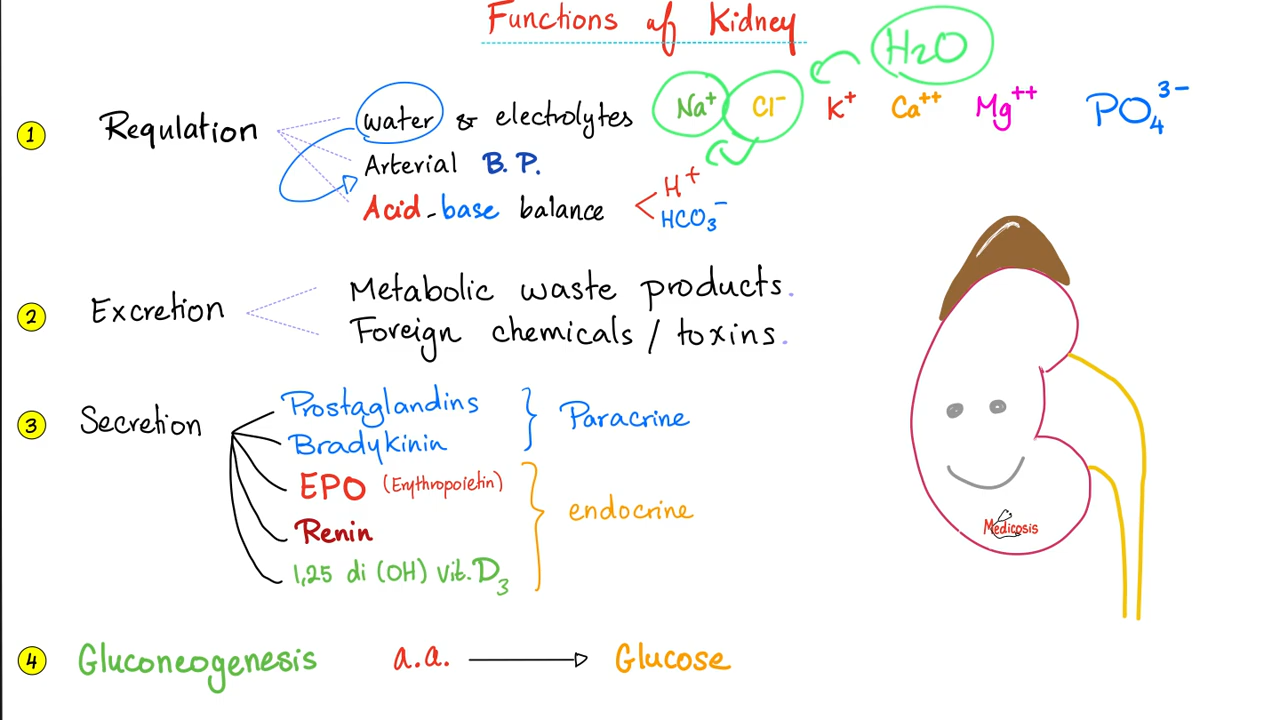 Functions of Kidney
H2O
1 Regulation water & electrolytes Na+ Cl- K+ Ca++ Mg++ PO4 3-
Arterial B.P.
Acid-base balance H+
HCO3-
2 Excretion Metabolic waste products.
Foreign chemicals / toxins.
3 Secretion Prostaglandins Paracrine
Bradykinin
EPO (Erythropoietin) endocrine
Renin
1,25 di (OH) vit. D3
Medicosis
4 Gluconeogenesis a.a. → Glucose